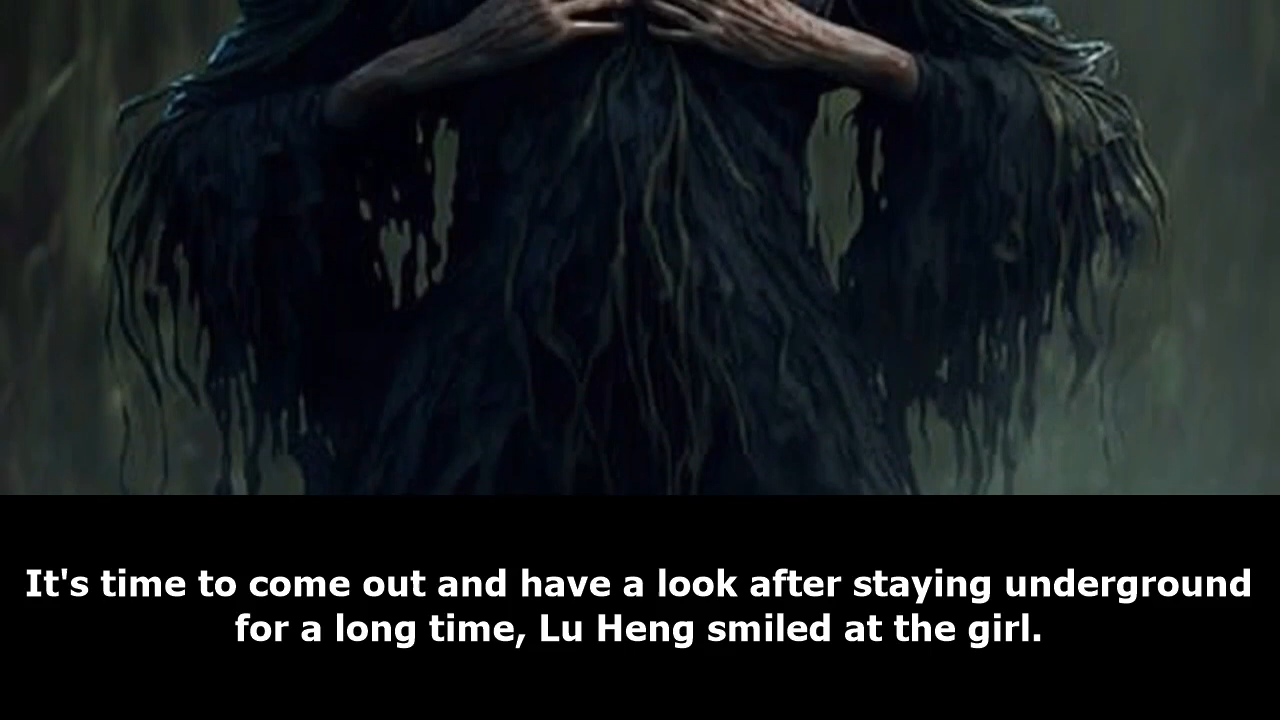 It's time to come out and have a look after staying underground
for a long time, Lu Heng smiled at the girl.